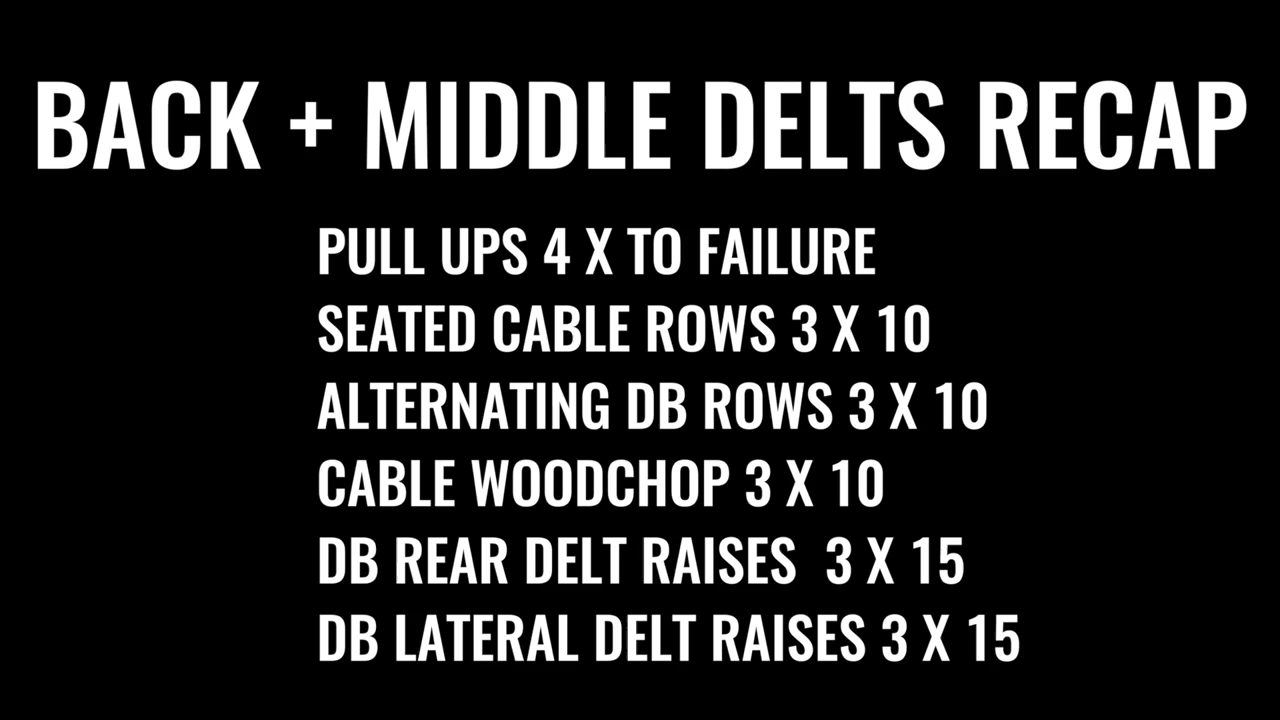 BACK + MIDDLE DELTS RECAP
PULL UPS 4 X TO FAILURE
SEATED CABLE ROWS 3 X 10
ALTERNATING DB ROWS 3 X 10
CABLE WOODCHOP 3 X 10
DB REAR DELT RAISES  3 X 15
DB LATERAL DELT RAISES 3 X 15